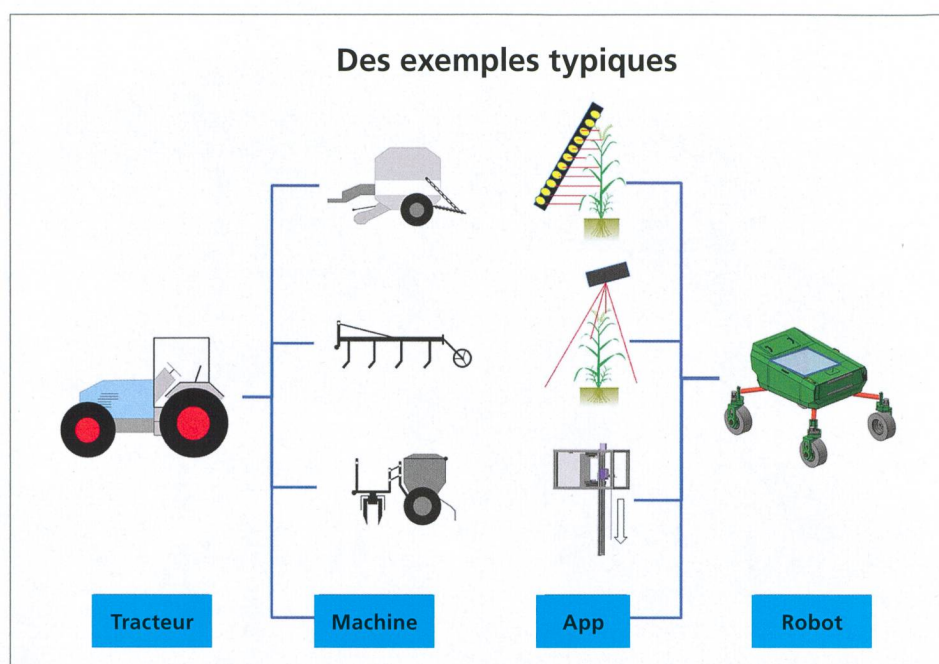 Des exemples typiques
Tracteur
Machine
App
Robot